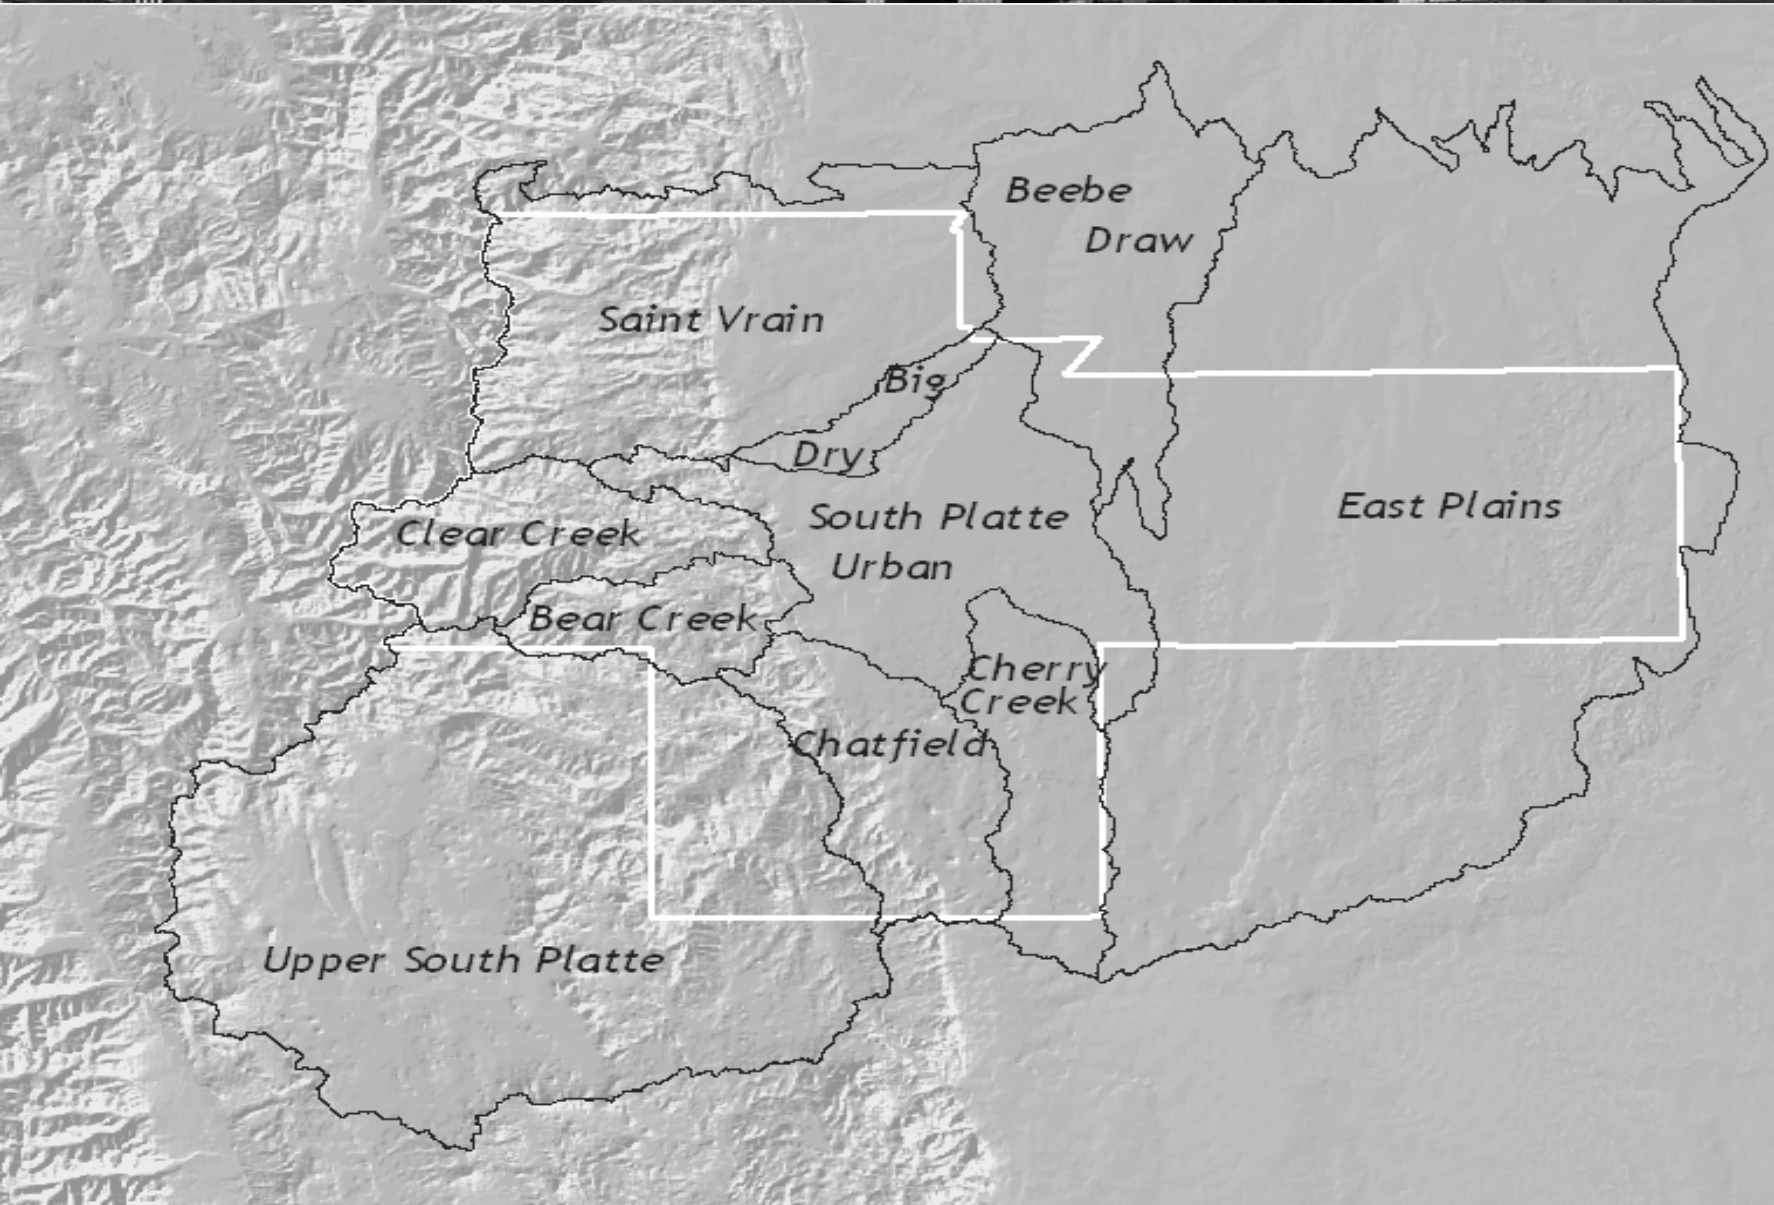 Beebe
Draw
Saint Vrain
Big
Dry
South Platte
Urban
East Plains
Clear Creek
Bear Creek
Cherry
Creek
Chatfield
Upper South Platte